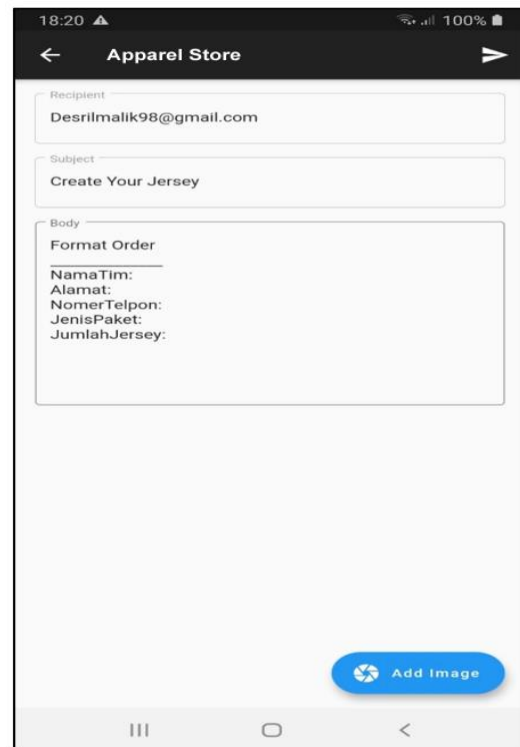 18:20 100%
Apparel Store
Recipient
Desrilmalik98@gmail.com
Subject
Create Your Jersey
Body
Format Order
NamaTim:
Alamat:
NomerTelpon:
JenisPaket:
JumlahJersey:
Add Image